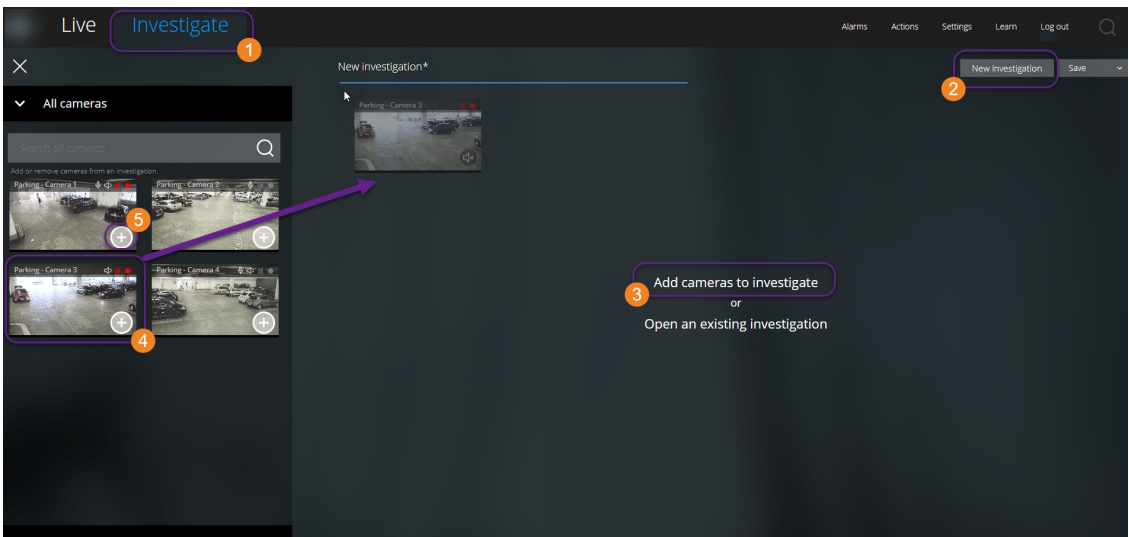 Live Investigate
Alarms Actions Settings Learn Log out
1
New investigation*
New investigation Save
2
All cameras
Search all cameras
Add or remove cameras from an investigation.
Parking - Camera 1
Parking - Camera 2
5
Parking - Camera 3
Parking - Camera 4
4
Parking - Camera 3
Add cameras to investigate
3
or
Open an existing investigation